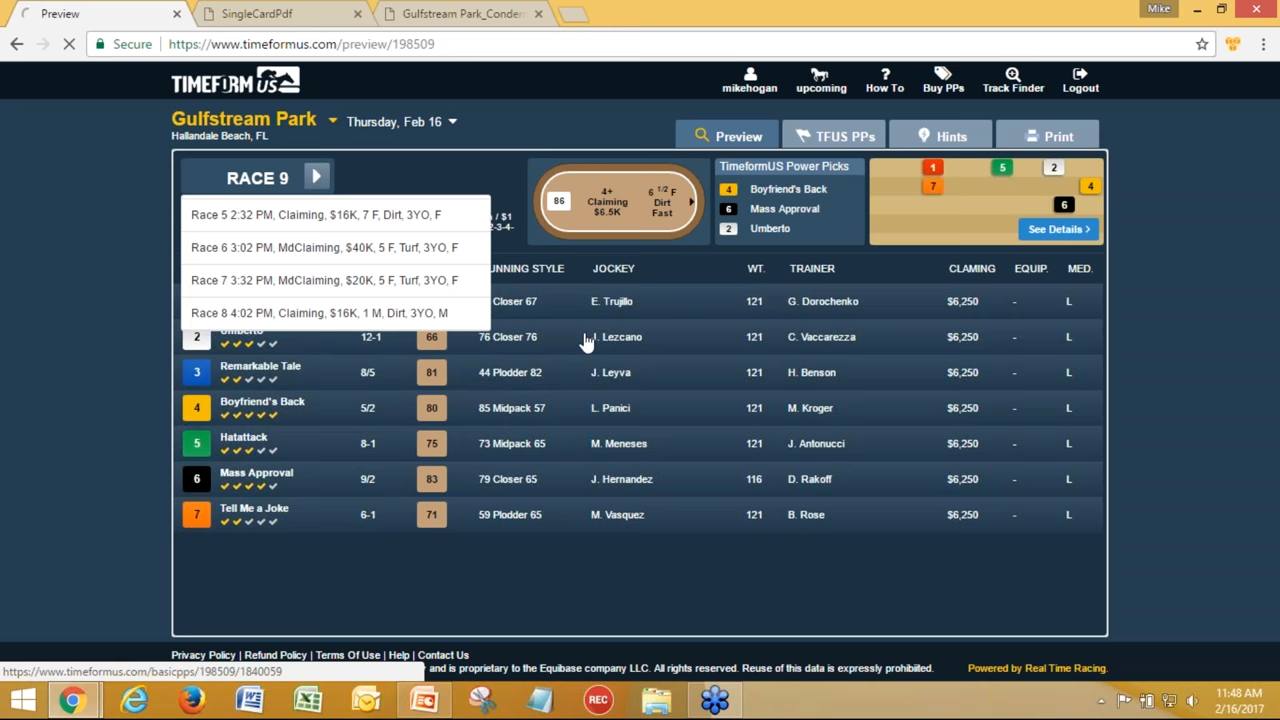 Preview
SingleCardPdf
Gulfstream Park_Conden
Mike
Secure https://www.timeformus.com/preview/198509
TIMEFORM US
mikehogan upcoming How To Buy PPs Track Finder Logout
Gulfstream Park Thursday, Feb 16
Hallandale Beach, FL
Preview TFUS PPs Hints Print
RACE 9
Race 5 2:32 PM, Claiming, $16K, 7 F, Dirt, 3YO, F
Race 6 3:02 PM, MdClaiming, $40K, 5 F, Turf, 3YO, F
Race 7 3:32 PM, MdClaiming, $20K, 5 F, Turf, 3YO, F
Race 8 4:02 PM, Claiming, $16K, 1 M, Dirt, 3YO, M
/ $1
2-3-4-
86 4+ Claiming $6.5K 6 1/2 F Dirt Fast
TimeformUS Power Picks
4 Boyfriend's Back
6 Mass Approval
2 Umberto
1 5 2
7 4
6
See Details >
UNNING STYLE JOCKEY WT. TRAINER CLAMING EQUIP. MED.
Closer 67 E. Trujillo 121 G. Dorochenko $6,250 - L
2 Umberto 12-1 66 76 Closer 76 J. Lezcano 121 C. Vaccarezza $6,250 - L
3 Remarkable Tale 8/5 81 44 Plodder 82 J. Leyva 121 H. Benson $6,250 - L
4 Boyfriend's Back 5/2 80 85 Midpack 57 L. Panici 121 M. Kroger $6,250 - L
5 Hatattack 8-1 75 73 Midpack 65 M. Meneses 121 J. Antonucci $6,250 - L
6 Mass Approval 9/2 83 79 Closer 65 J. Hernandez 116 D. Rakoff $6,250 - L
7 Tell Me a Joke 6-1 71 59 Plodder 65 M. Vasquez 121 B. Rose $6,250 - L
Privacy Policy | Refund Policy | Terms Of Use | Help | Contact Us
https://www.timeformus.com/basicpps/198509/1840059
and is proprietary to the Equibase company LLC. All rights reserved. Reuse of this data is expressly prohibited. Powered by Real Time Racing.
REC
11:48 AM
2/16/2017